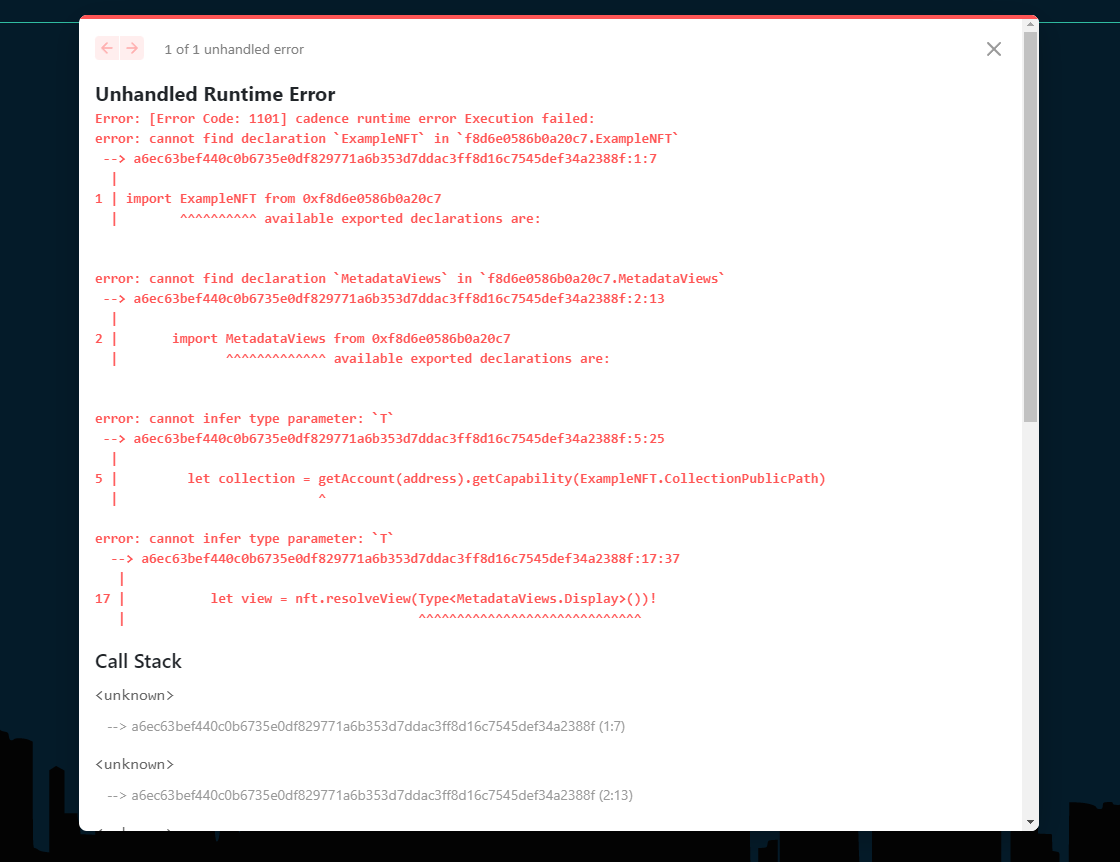 1 of 1 unhandled error
Unhandled Runtime Error
Error: [Error Code: 1101] cadence runtime error Execution failed:
error: cannot find declaration `ExampleNFT` in `f8d6e0586b0a20c7.ExampleNFT`
--> a6ec63bef440c0b6735e0df829771a6b353d7ddac3ff8d16c7545def34a2388f:1:7
|
1 | import ExampleNFT from 0xf8d6e0586b0a20c7
| ^^^^^^^^^^ available exported declarations are:
error: cannot find declaration `MetadataViews` in `f8d6e0586b0a20c7.MetadataViews`
--> a6ec63bef440c0b6735e0df829771a6b353d7ddac3ff8d16c7545def34a2388f:2:13
|
2 | import MetadataViews from 0xf8d6e0586b0a20c7
| ^^^^^^^^^^^^^ available exported declarations are:
error: cannot infer type parameter: `T`
--> a6ec63bef440c0b6735e0df829771a6b353d7ddac3ff8d16c7545def34a2388f:5:25
|
5 | let collection = getAccount(address).getCapability(ExampleNFT.CollectionPublicPath)
| ^
error: cannot infer type parameter: `T`
--> a6ec63bef440c0b6735e0df829771a6b353d7ddac3ff8d16c7545def34a2388f:17:37
|
17 | let view = nft.resolveView(Type<MetadataViews.Display>())!
| ^^^^^^^^^^^^^^^^^^^^^^^^^^^^^
Call Stack
<unknown>
--> a6ec63bef440c0b6735e0df829771a6b353d7ddac3ff8d16c7545def34a2388f (1:7)
<unknown>
--> a6ec63bef440c0b6735e0df829771a6b353d7ddac3ff8d16c7545def34a2388f (2:13)